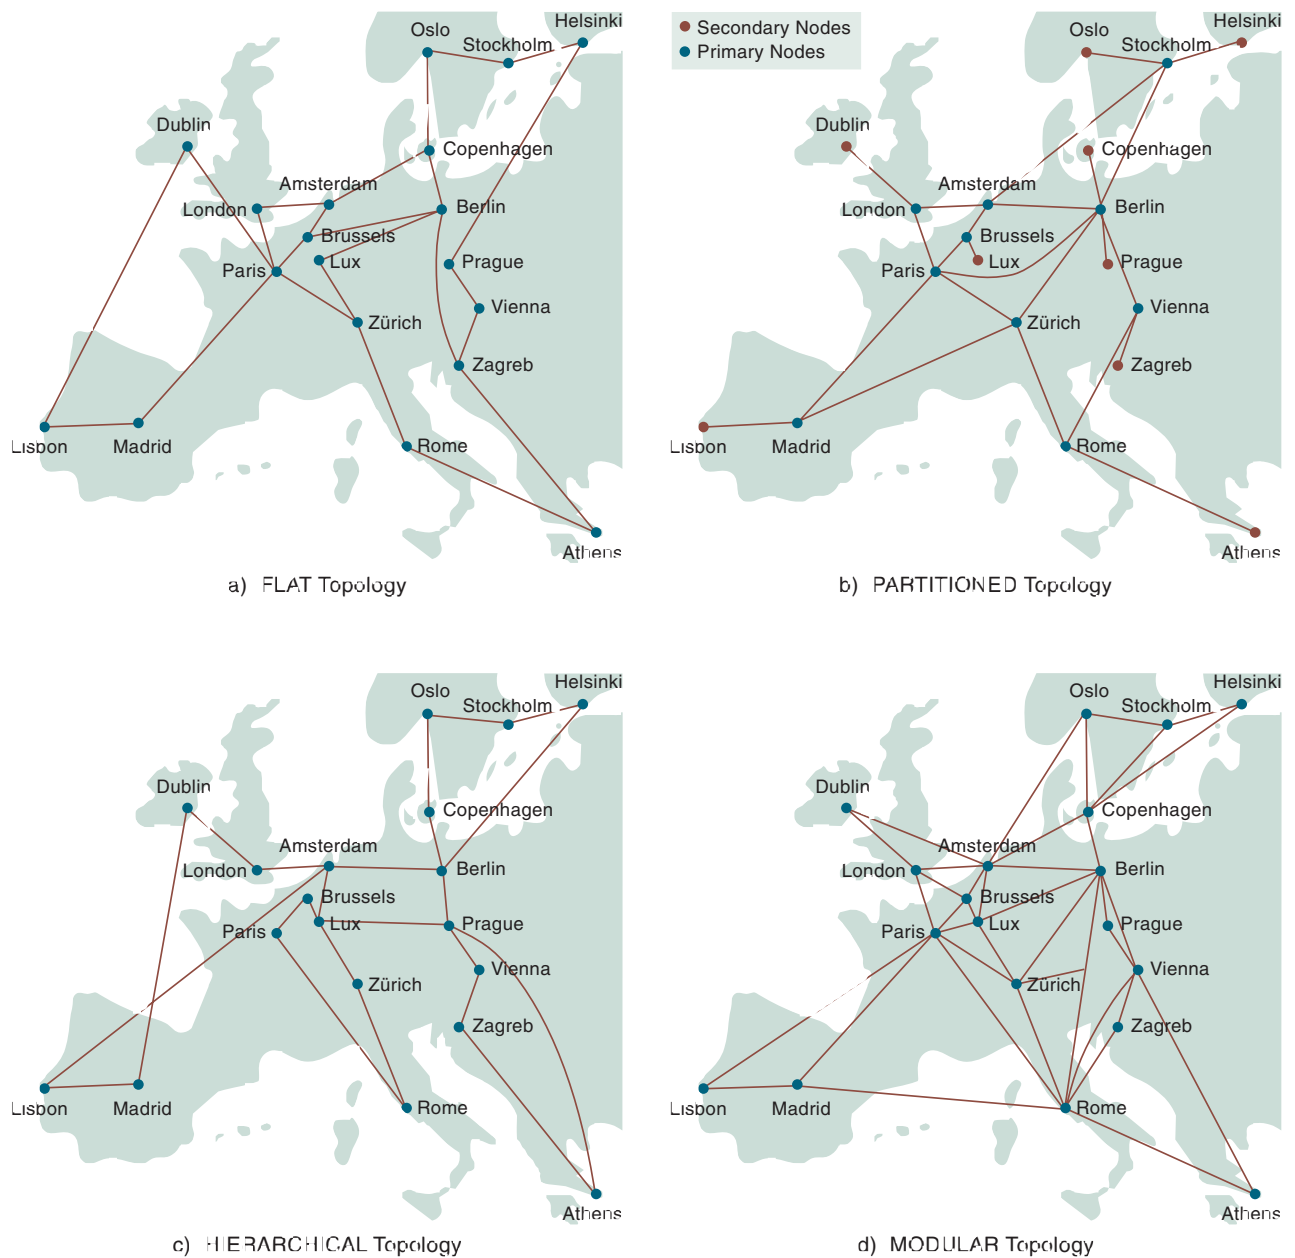 Helsinki
Oslo
Stockholm
Dublin
Copenhagen
Amsterdam
London
Berlin
Brussels
Lux
Prague
Paris
Vienna
Zürich
Zagreb
Lisbon
Madrid
Rome
Athens
a) FLAT Topology
Secondary Nodes
Primary Nodes
Helsinki
Stockholm
Oslo
Dublin
Copenhagen
Amsterdam
London
Berlin
Brussels
Lux
Prague
Paris
Vienna
Zürich
Zagreb
Lisbon
Madrid
Rome
Athens
b) PARTITIONED Topology
Helsinki
Oslo
Stockholm
Dublin
Copenhagen
Amsterdam
London
Berlin
Brussels
Lux
Prague
Paris
Vienna
Zürich
Zagreb
Lisbon
Madrid
Rome
Athens
c) HIERARCHICAL Topology
Helsinki
Oslo
Stockholm
Dublin
Copenhagen
Amsterdam
London
Berlin
Brussels
Lux
Prague
Paris
Vienna
Zürich
Zagreb
Lisbon
Madrid
Rome
Athens
d) MODULAR Topology